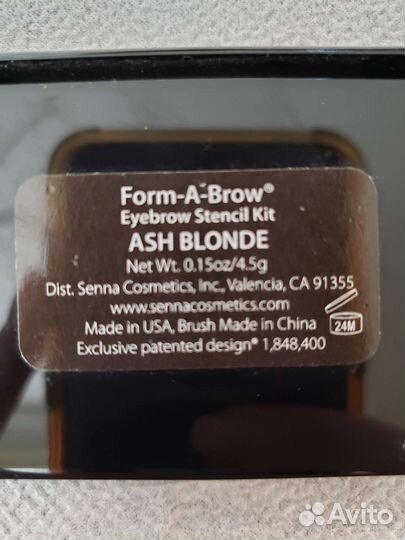 Form-A-Brow®
Eyebrow Stencil Kit
ASH BLONDE
Net Wt. 0.15oz/4.5g
Dist. Senna Cosmetics, Inc., Valencia, CA 91355
www.sennacosmetics.com
Made in USA, Brush Made in China
24M
Exclusive patented design® 1,848,400
Avito